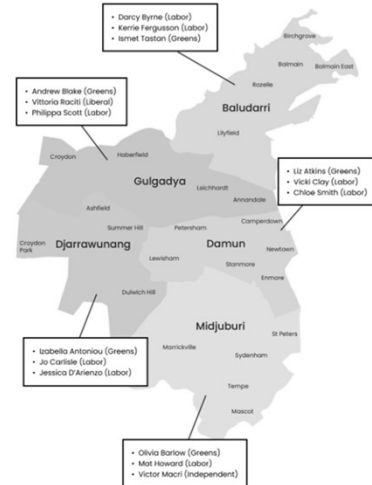 • Darcy Byrne (Labor)
• Kerrie Fergusson (Labor)
• Ismet Tastan (Greens)
Birchgrove
Balmain
Balmain East
Rozelle
Baludarri
Lilyfield
• Andrew Blake (Greens)
• Vittoria Raciti (Liberal)
• Philippa Scott (Labor)
Croydon
Haberfield
Gulgadya
Leichhardt
Annandale
• Liz Atkins (Greens)
• Vicki Clay (Labor)
• Chloe Smith (Labor)
Ashfield
Summer Hill
Petersham
Camperdown
Croydon
Park
Djarrawunang
Damun
Newtown
Lewisham
Stanmore
Enmore
Dulwich Hill
Midjuburi
St Peters
Marrickville
Sydenham
• Izabella Antoniou (Greens)
• Jo Carlisle (Labor)
• Jessica D'Arienzo (Labor)
Tempe
Mascot
• Olivia Barlow (Greens)
• Mat Howard (Labor)
• Victor Macri (Independent)